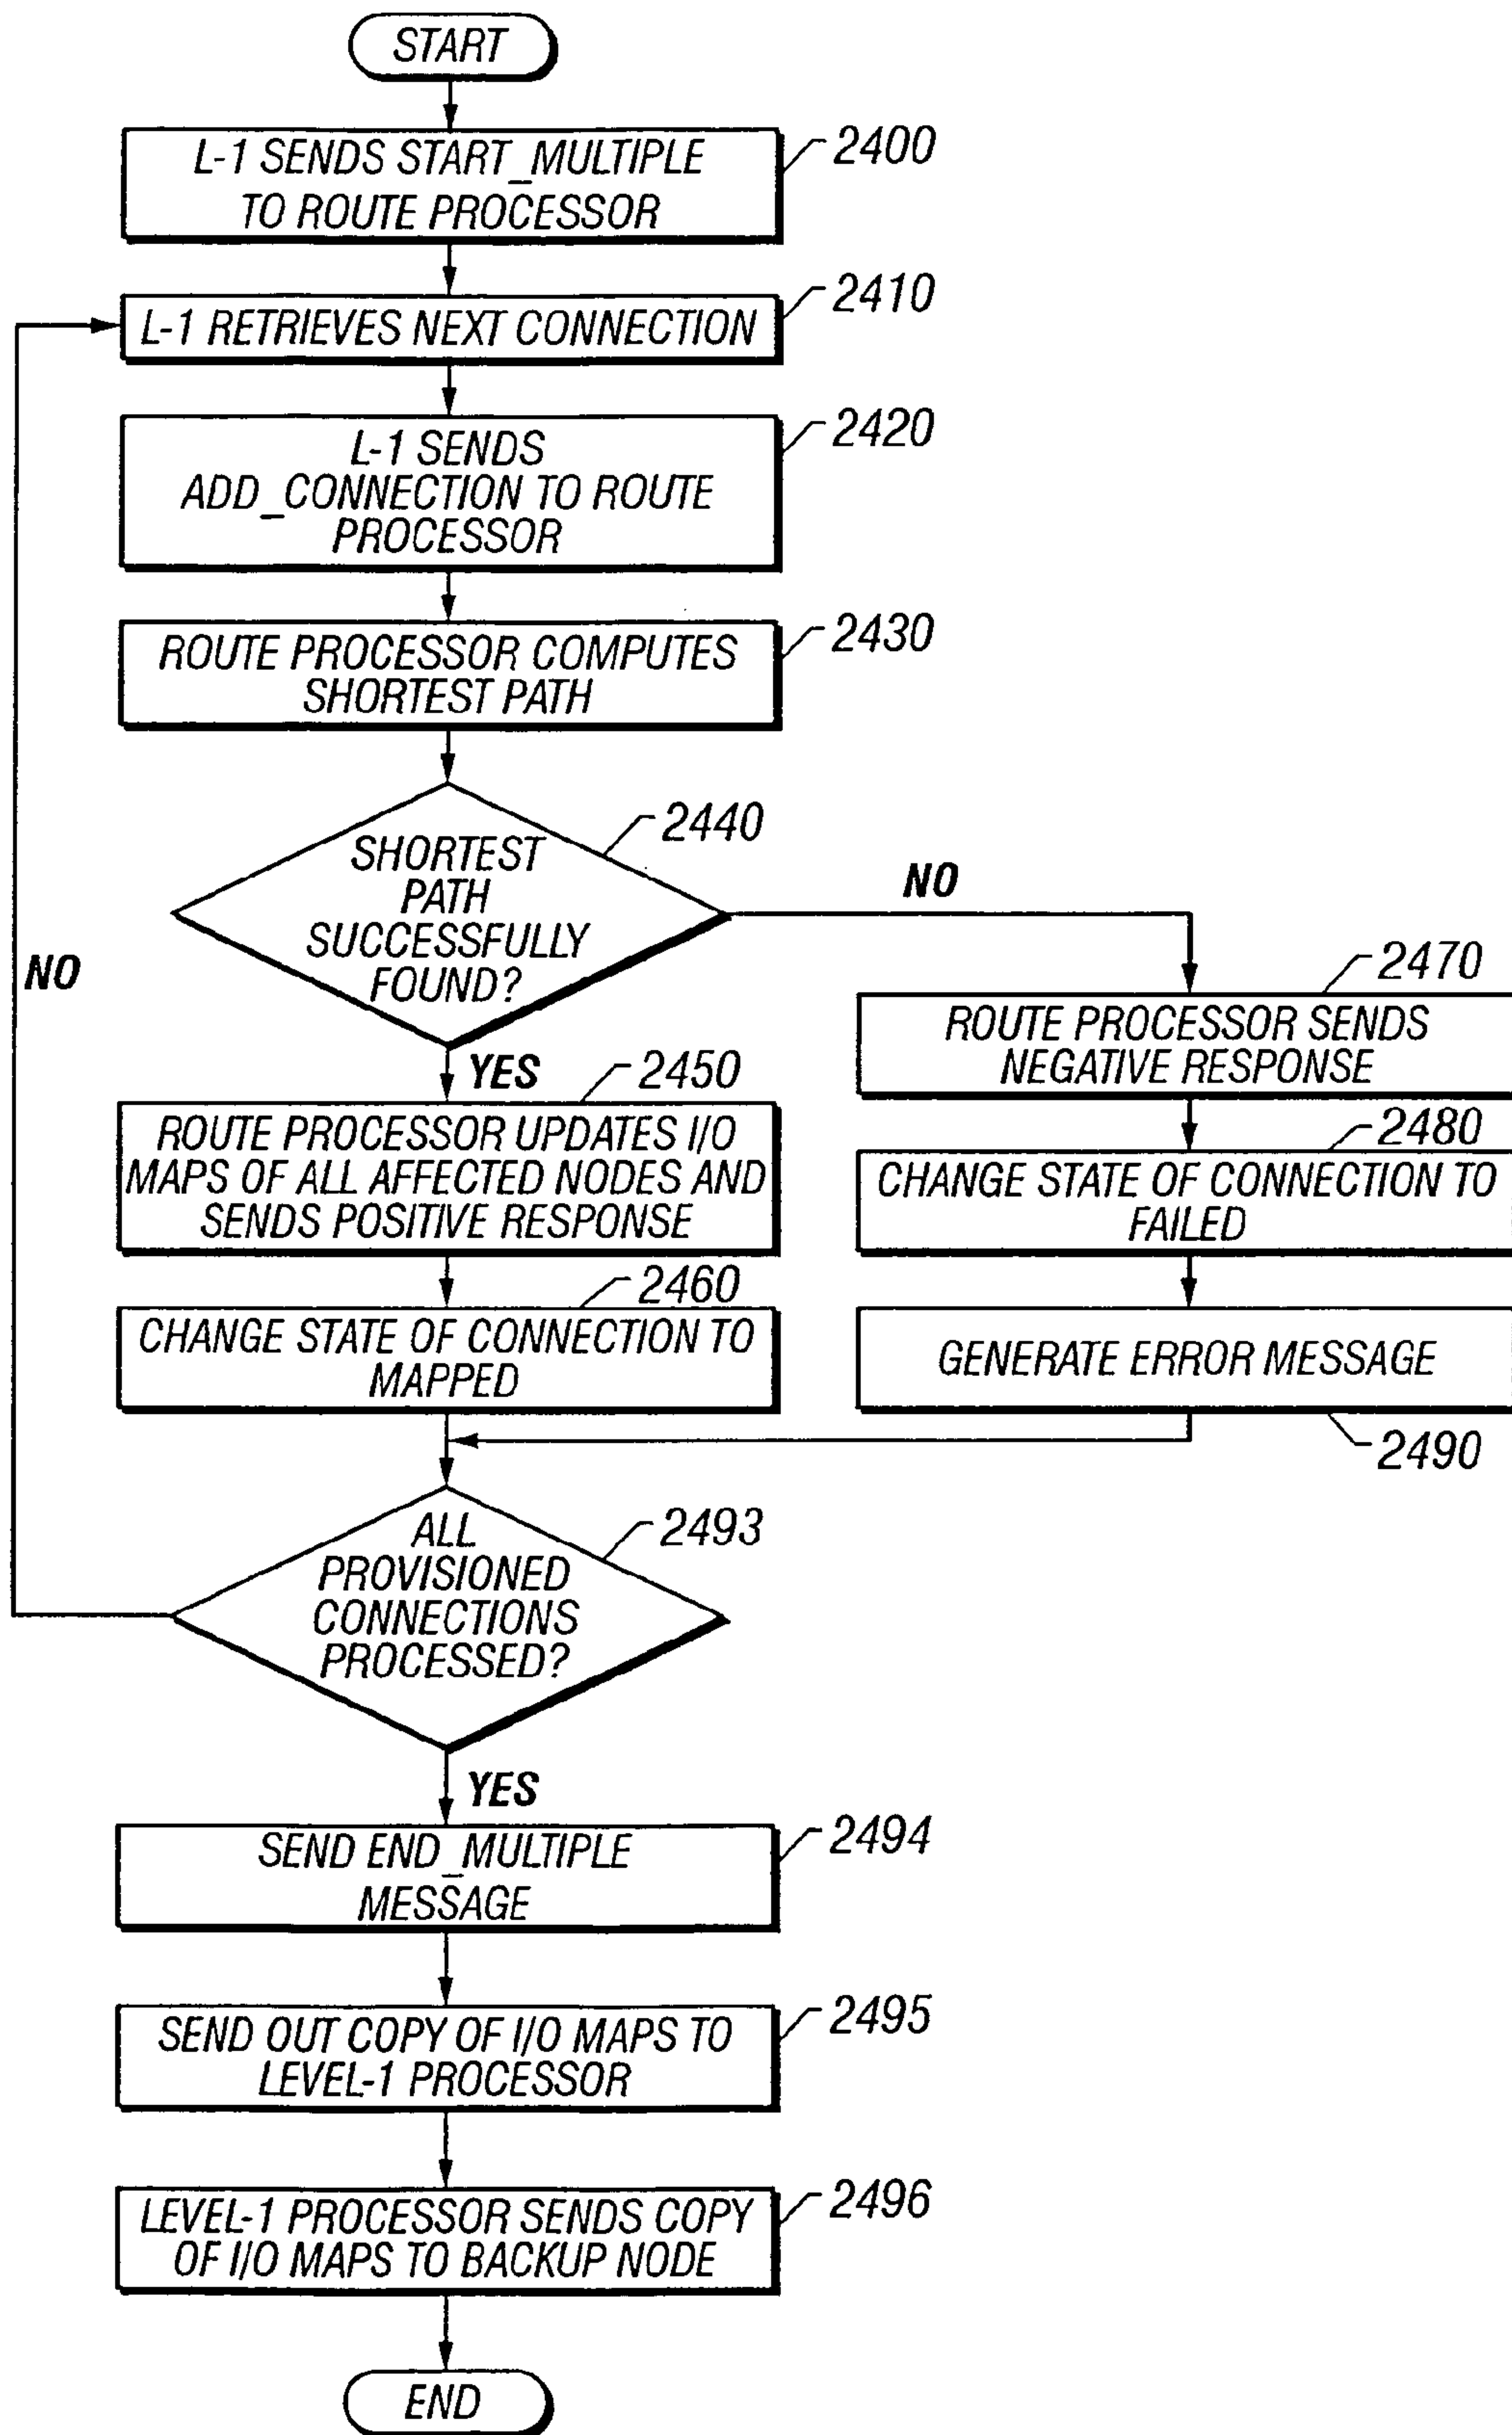 START
L-1 SENDS START_MULTIPLE
TO ROUTE PROCESSOR
2400
L-1 RETRIEVES NEXT CONNECTION
2410
L-1 SENDS
ADD_CONNECTION TO ROUTE
PROCESSOR
2420
ROUTE PROCESSOR COMPUTES
SHORTEST PATH
2430
SHORTEST
PATH
SUCCESSFULLY
FOUND?
2440
NO
YES
ROUTE PROCESSOR UPDATES I/O
MAPS OF ALL AFFECTED NODES AND
SENDS POSITIVE RESPONSE
2450
CHANGE STATE OF CONNECTION TO
MAPPED
2460
ROUTE PROCESSOR SENDS
NEGATIVE RESPONSE
2470
CHANGE STATE OF CONNECTION TO
FAILED
2480
GENERATE ERROR MESSAGE
2490
ALL
PROVISIONED
CONNECTIONS
PROCESSED?
2493
NO
YES
SEND END_MULTIPLE
MESSAGE
2494
SEND OUT COPY OF I/O MAPS TO
LEVEL-1 PROCESSOR
2495
LEVEL-1 PROCESSOR SENDS COPY
OF I/O MAPS TO BACKUP NODE
2496
END